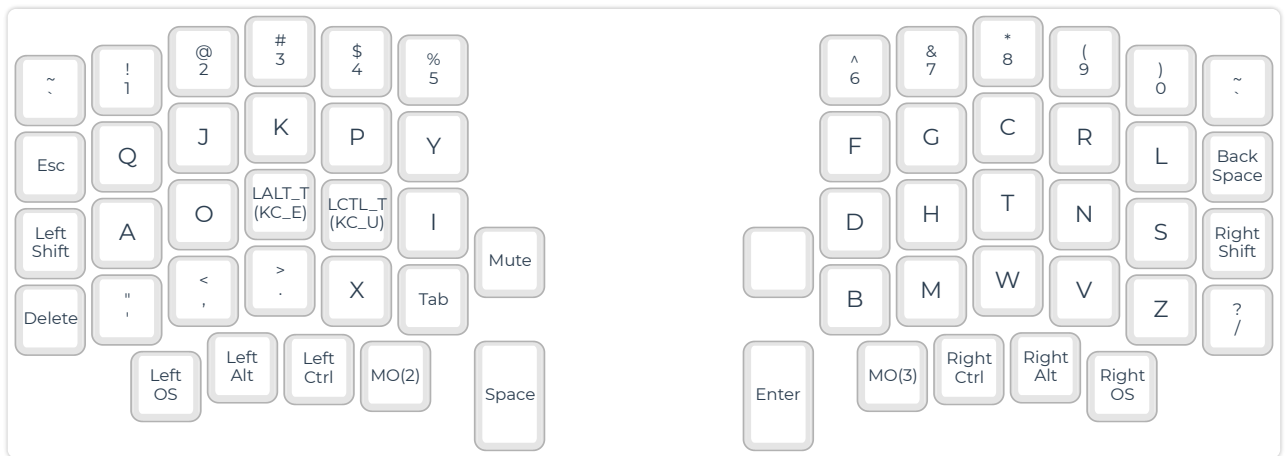 ~ ! @ # $ % ^ & * ( ) ~
` 1 2 3 4 5 6 7 8 9 0 `
Esc Q J K P Y F G C R L Back
Space
Left
Shift
A O LALT_T
(KC_E)
LCTL_T
(KC_U)
I Mute D H T N S Right
Shift
Delete " < > X Tab B M W V Z ?
' , . /
Left
OS
Left
Alt
Left
Ctrl
MO(2)
Space
Enter
MO(3)
Right
Ctrl
Right
Alt
Right
OS